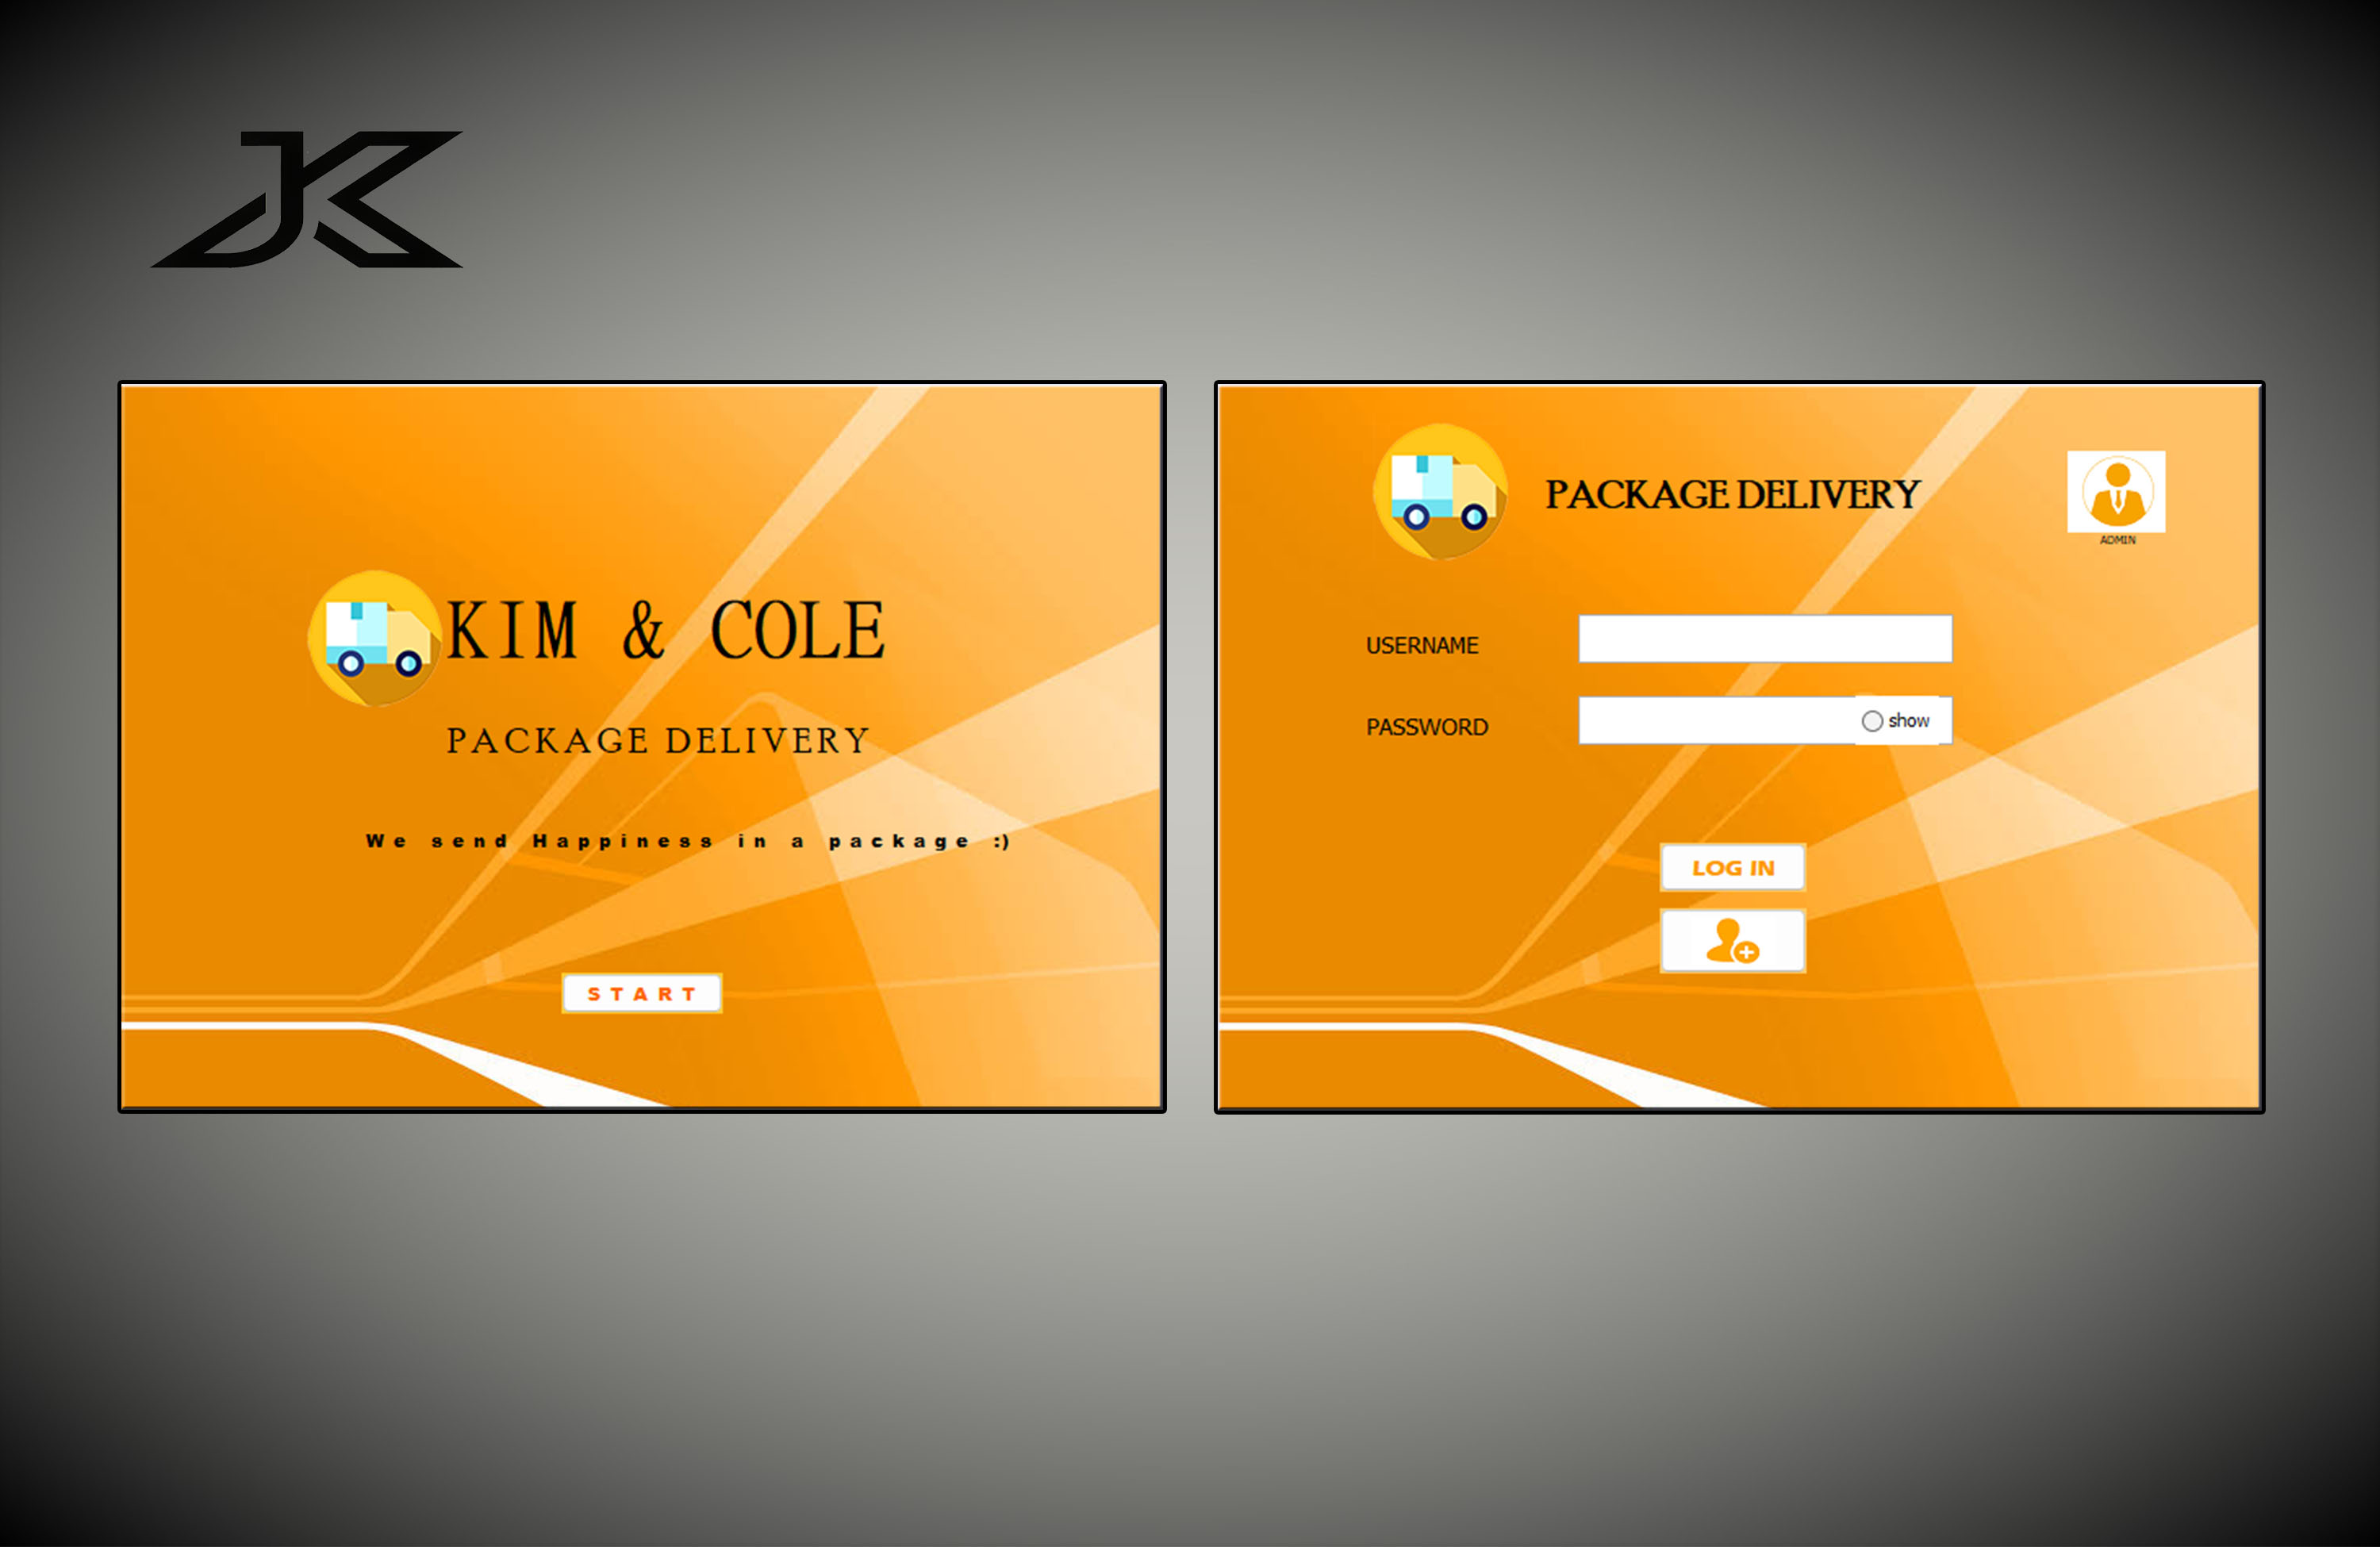 JK
KIM & COLE
PACKAGE DELIVERY
We send Happiness in a package :)
START
PACKAGE DELIVERY
ADMIN
USERNAME
PASSWORD
show
LOG IN